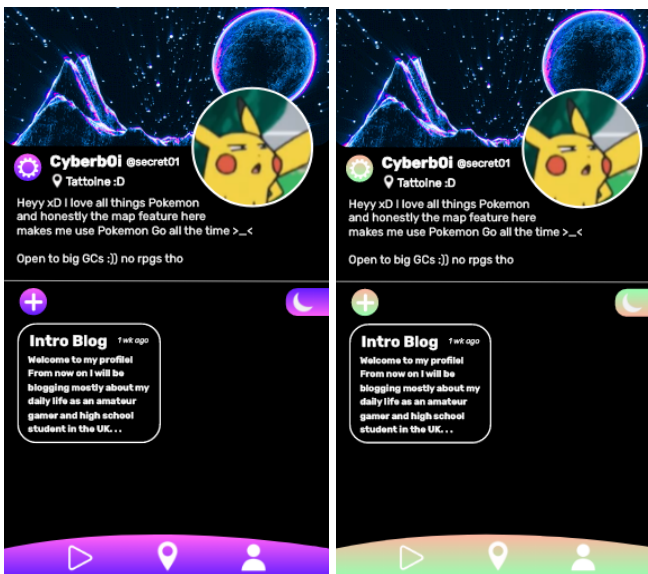 Cyberb0i @secret01
Tattoine :D
Heyy xD I love all things Pokemon
and honestly the map feature here
makes me use Pokemon Go all the time >_<
Open to big GCs :)) no rpgs tho
Intro Blog 1 wk ago
Welcome to my profile!
From now on I will be
blogging mostly about my
daily life as an amateur
gamer and high school
student in the UK. . .
Cyberb0i @secret01
Tattoine :D
Heyy xD I love all things Pokemon
and honestly the map feature here
makes me use Pokemon Go all the time >_<
Open to big GCs :)) no rpgs tho
Intro Blog 1 wk ago
Welcome to my profile!
From now on I will be
blogging mostly about my
daily life as an amateur
gamer and high school
student in the UK. . .